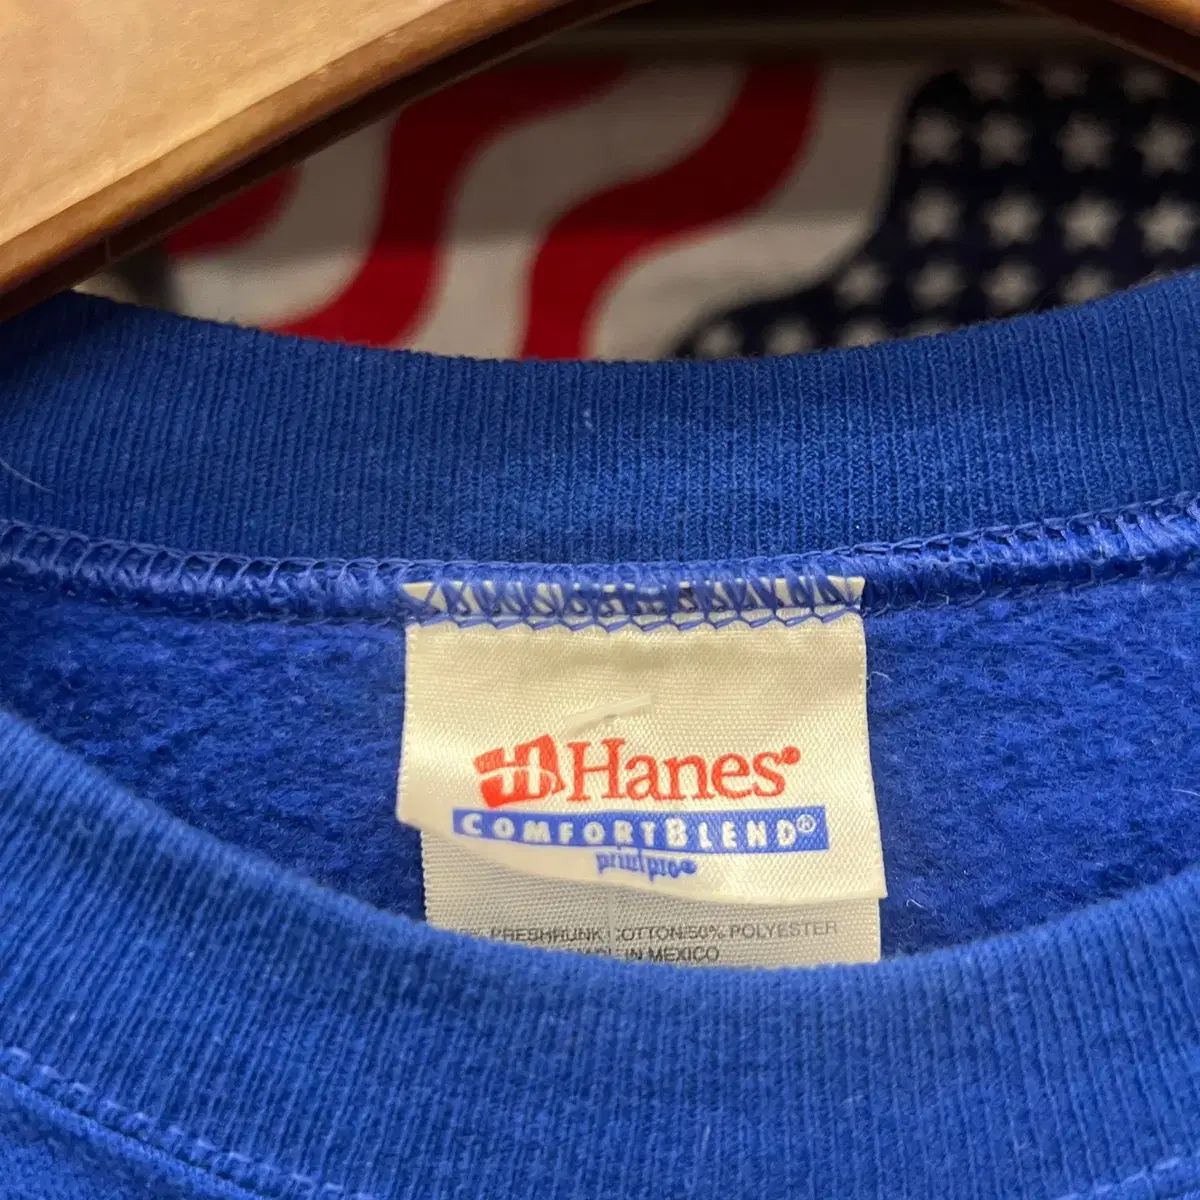 Hanes®
COMFORTBLEND®
printpro®
% PRESHRUNK COTTON/50% POLYESTER
IN MEXICO